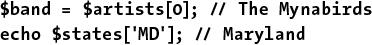 $band = $artists[0]; // The Mynabirds
echo $states['MD']; // Maryland